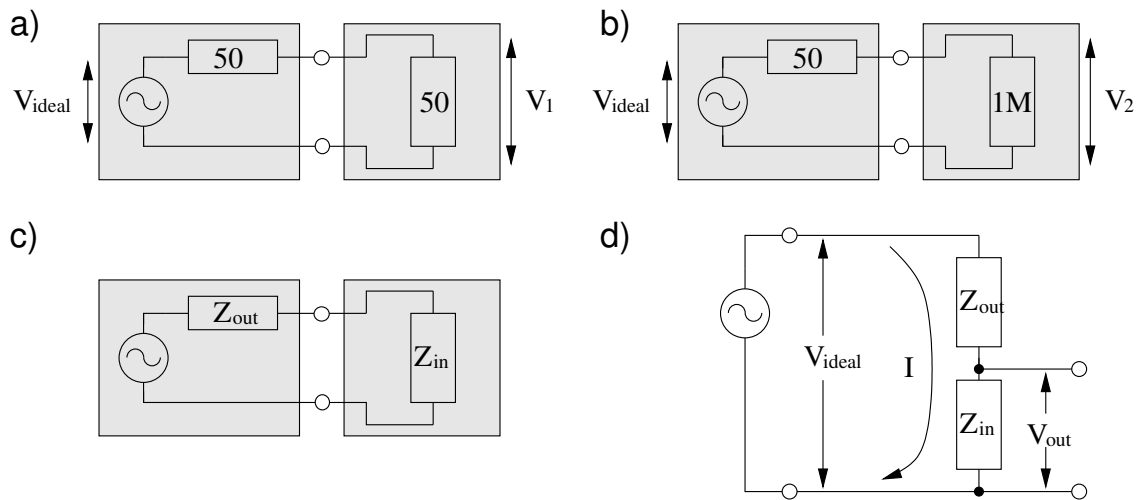 a)
50
V_ideal
50
V_1
b)
50
V_ideal
1M
V_2
c)
Z_out
Z_in
d)
Z_out
V_ideal
I
Z_in
V_out